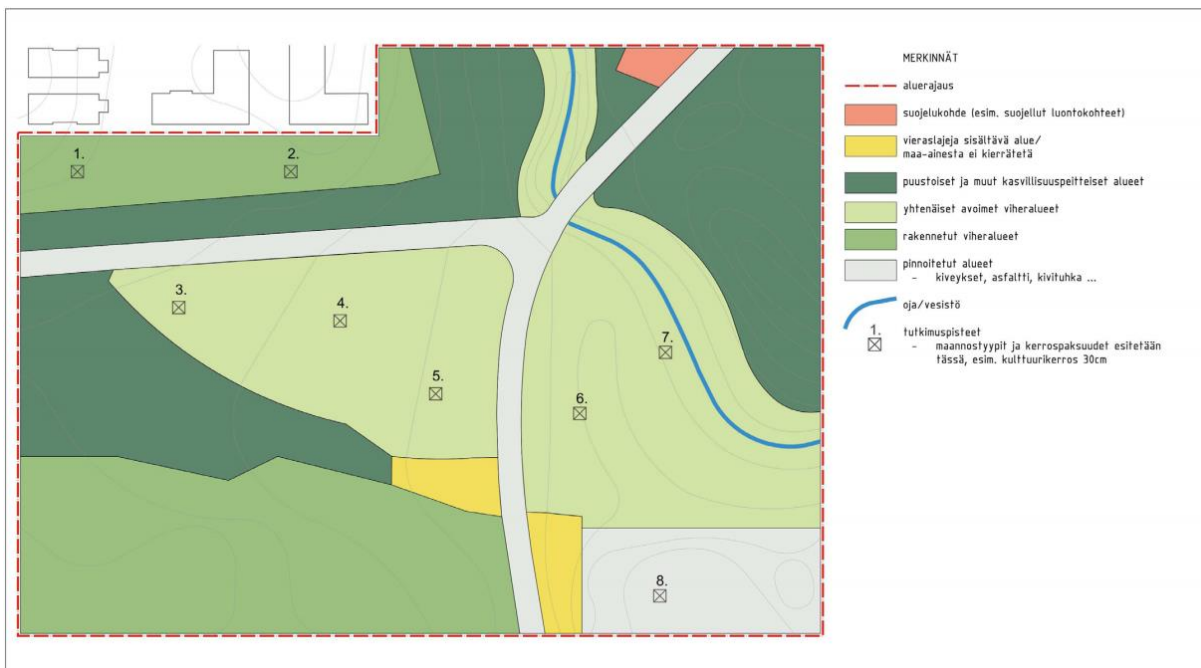 MERKINNÄT
aluerajaus
suojelukohde (esim. suojellut luontokohteet)
vieraslajeja sisältävä alue/
maa-ainesta ei kierrätetä
puustoiset ja muut kasvillisuuspeitteiset alueet
yhtenäiset avoimet viheralueet
rakennetut viheralueet
pinnoitetut alueet
- kiveykset, asfaltti, kivituhka ...
oja/vesistö
1. tutkimuspisteet
- maannostyypit ja kerrospaksuudet esitetään
tässä, esim. kulttuurikerros 30cm
1.
2.
3.
4.
5.
6.
7.
8.